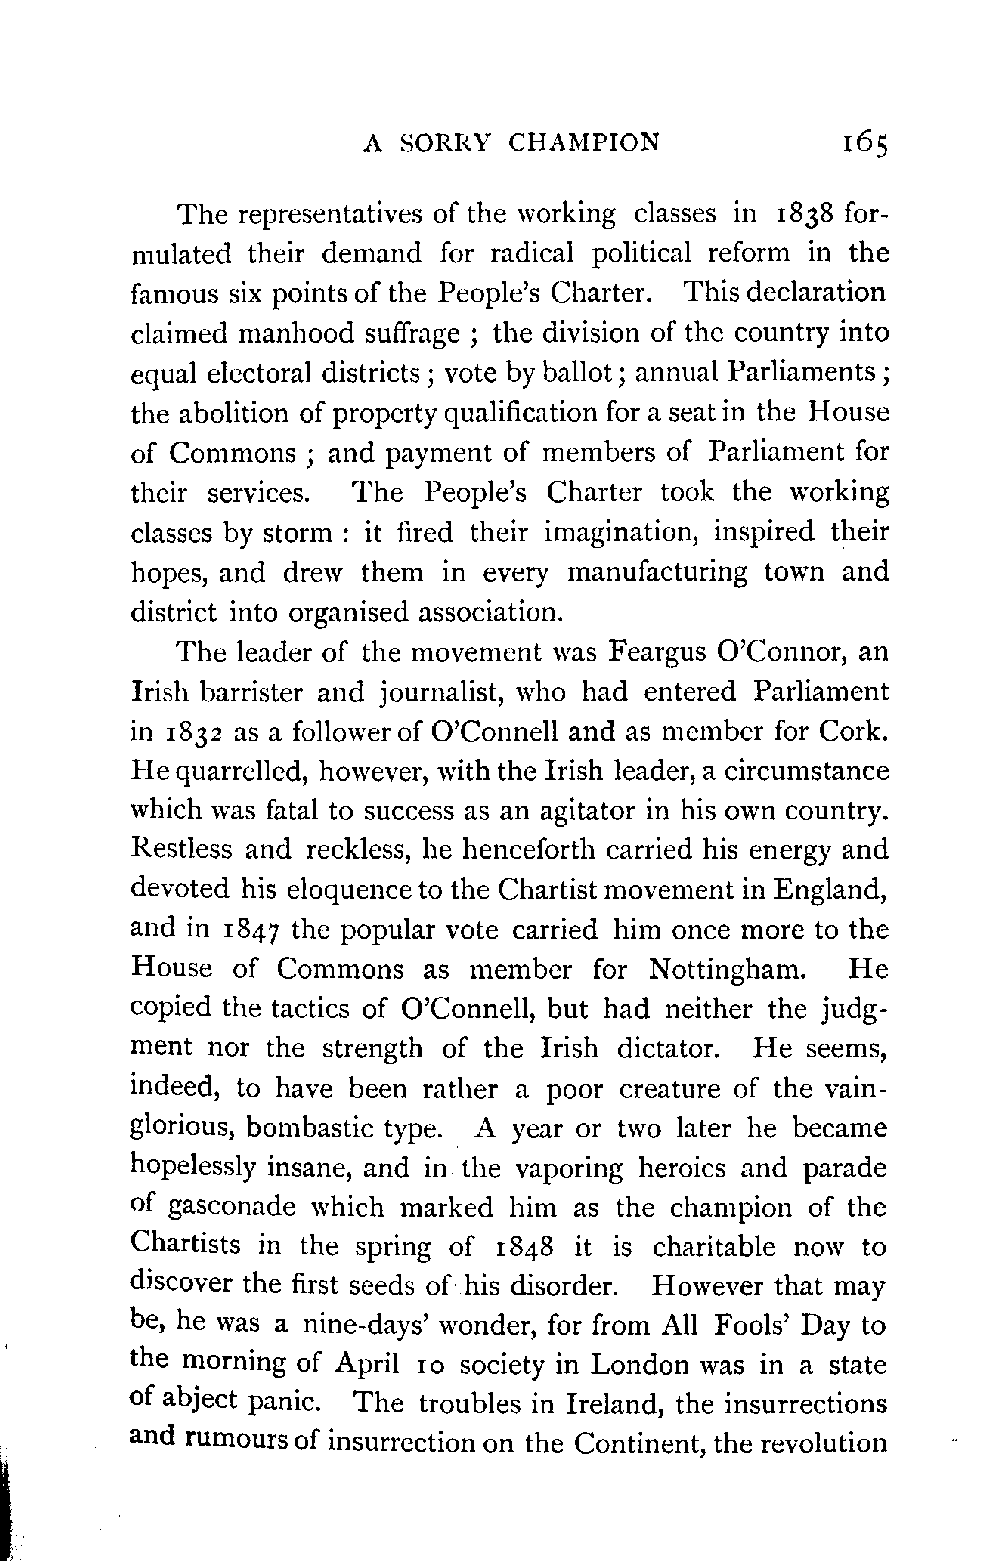 A SORRY CHAMPION 165
The representatives of the working classes in 1838 for-
mulated their demand for radical political reform in the
famous six points of the People's Charter. This declaration
claimed manhood suffrage ; the division of the country into
equal electoral districts ; vote by ballot ; annual Parliaments ;
the abolition of property qualification for a seat in the House
of Commons ; and payment of members of Parliament for
their services. The People's Charter took the working
classes by storm : it fired their imagination, inspired their
hopes, and drew them in every manufacturing town and
district into organised association.
The leader of the movement was Feargus O'Connor, an
Irish barrister and journalist, who had entered Parliament
in 1832 as a follower of O'Connell and as member for Cork.
He quarrelled, however, with the Irish leader, a circumstance
which was fatal to success as an agitator in his own country.
Restless and reckless, he henceforth carried his energy and
devoted his eloquence to the Chartist movement in England,
and in 1847 the popular vote carried him once more to the
House of Commons as member for Nottingham. He
copied the tactics of O'Connell, but had neither the judg-
ment nor the strength of the Irish dictator. He seems,
indeed, to have been rather a poor creature of the vain-
glorious, bombastic type. A year or two later he became
hopelessly insane, and in the vaporing heroics and parade
of gasconade which marked him as the champion of the
Chartists in the spring of 1848 it is charitable now to
discover the first seeds of his disorder. However that may
be, he was a nine-days' wonder, for from All Fools' Day to
the morning of April 10 society in London was in a state
of abject panic. The troubles in Ireland, the insurrections
and rumours of insurrection on the Continent, the revolution